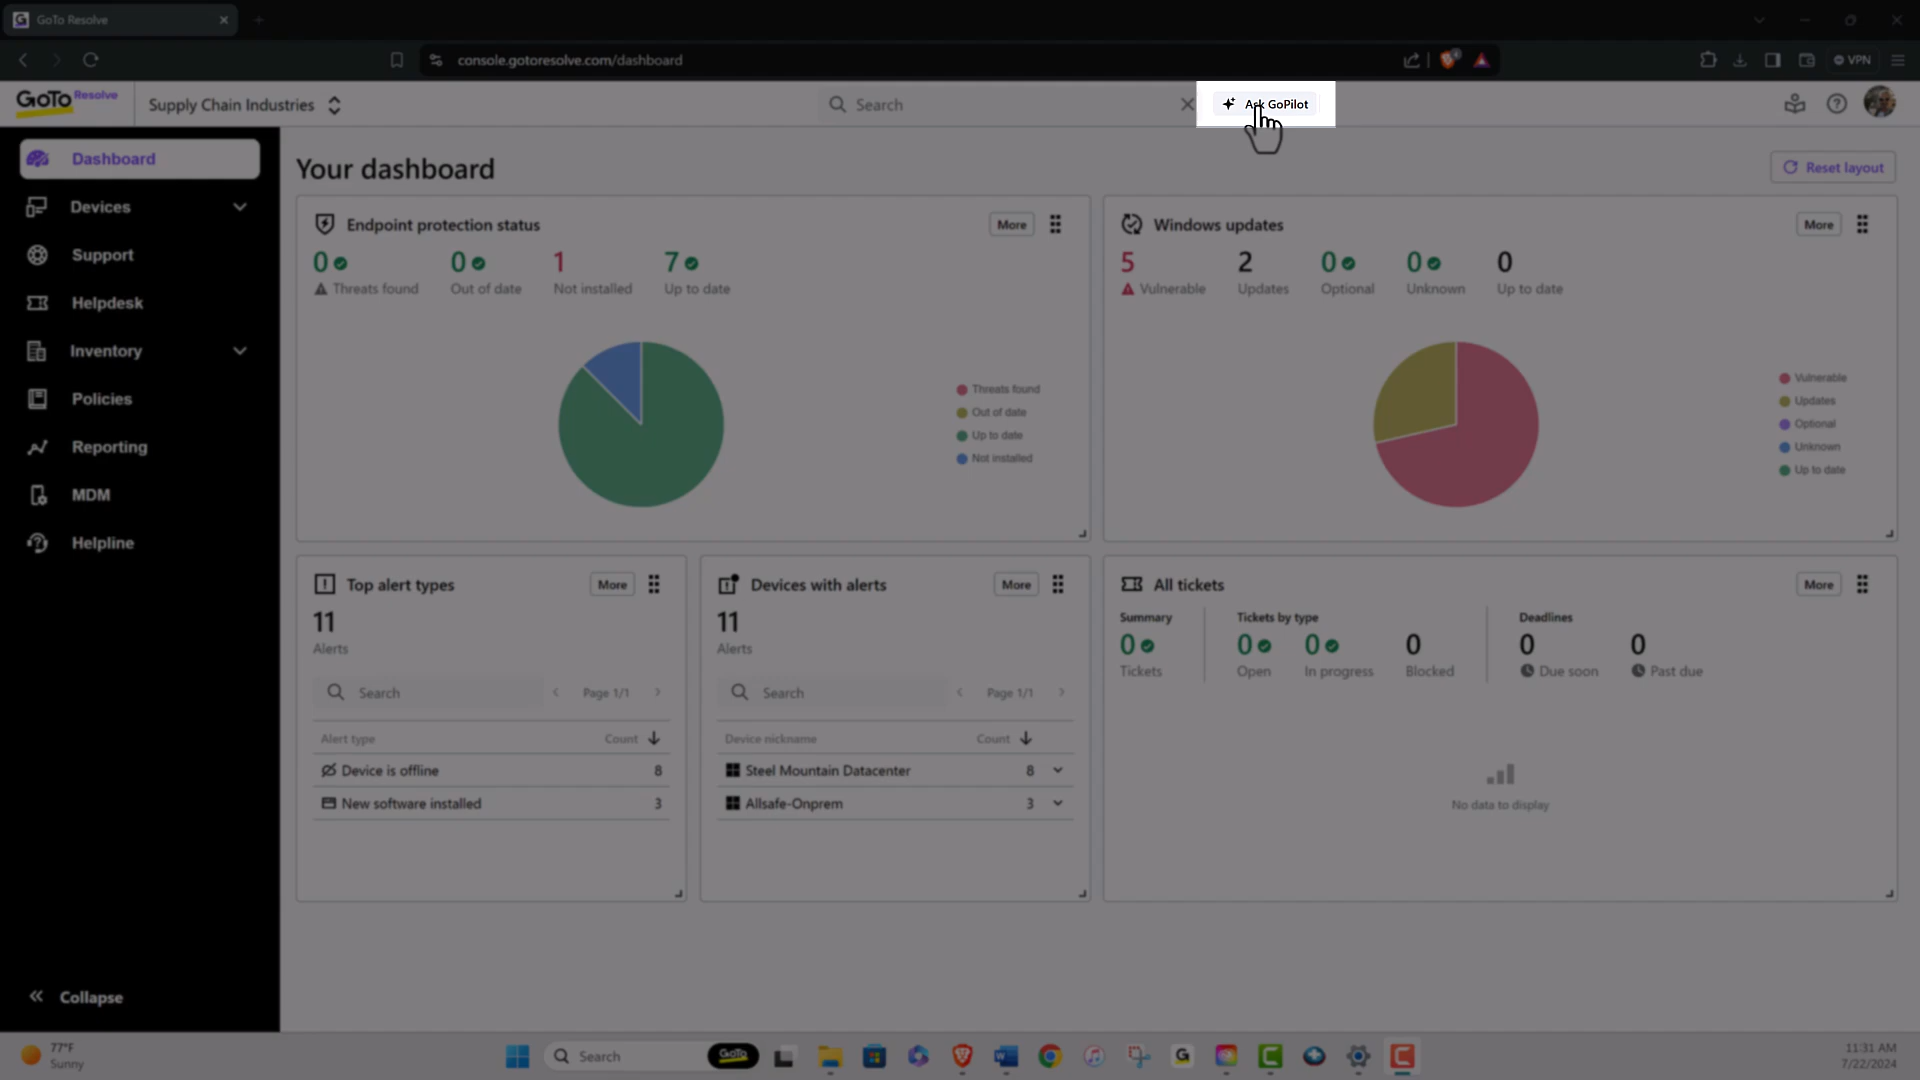 GoTo Resolve
console.gotoresolve.com/dashboard
VPN
GoTo Resolve
Supply Chain Industries
Search
Ask GoPilot
Dashboard
Devices
Support
Helpdesk
Inventory
Policies
Reporting
MDM
Helpline
Collapse
Your dashboard
Reset layout
Endpoint protection status
More
0
0
1
7
Threats found
Out of date
Not installed
Up to date
Threats found
Out of date
Up to date
Not installed
Windows updates
More
5
2
0
0
0
Vulnerable
Updates
Optional
Unknown
Up to date
Vulnerable
Updates
Optional
Unknown
Up to date
Top alert types
More
11
Alerts
Search
Page 1/1
Alert type
Count
Device is offline
8
New software installed
3
Devices with alerts
More
11
Alerts
Search
Page 1/1
Device nickname
Count
Steel Mountain Datacenter
8
Allsafe-Onprem
3
All tickets
More
Summary
Tickets by type
Deadlines
0
0
0
0
0
0
Tickets
Open
In progress
Blocked
Due soon
Past due
No data to display
77°F
Sunny
Search
GoTo
11:31 AM
7/22/2024